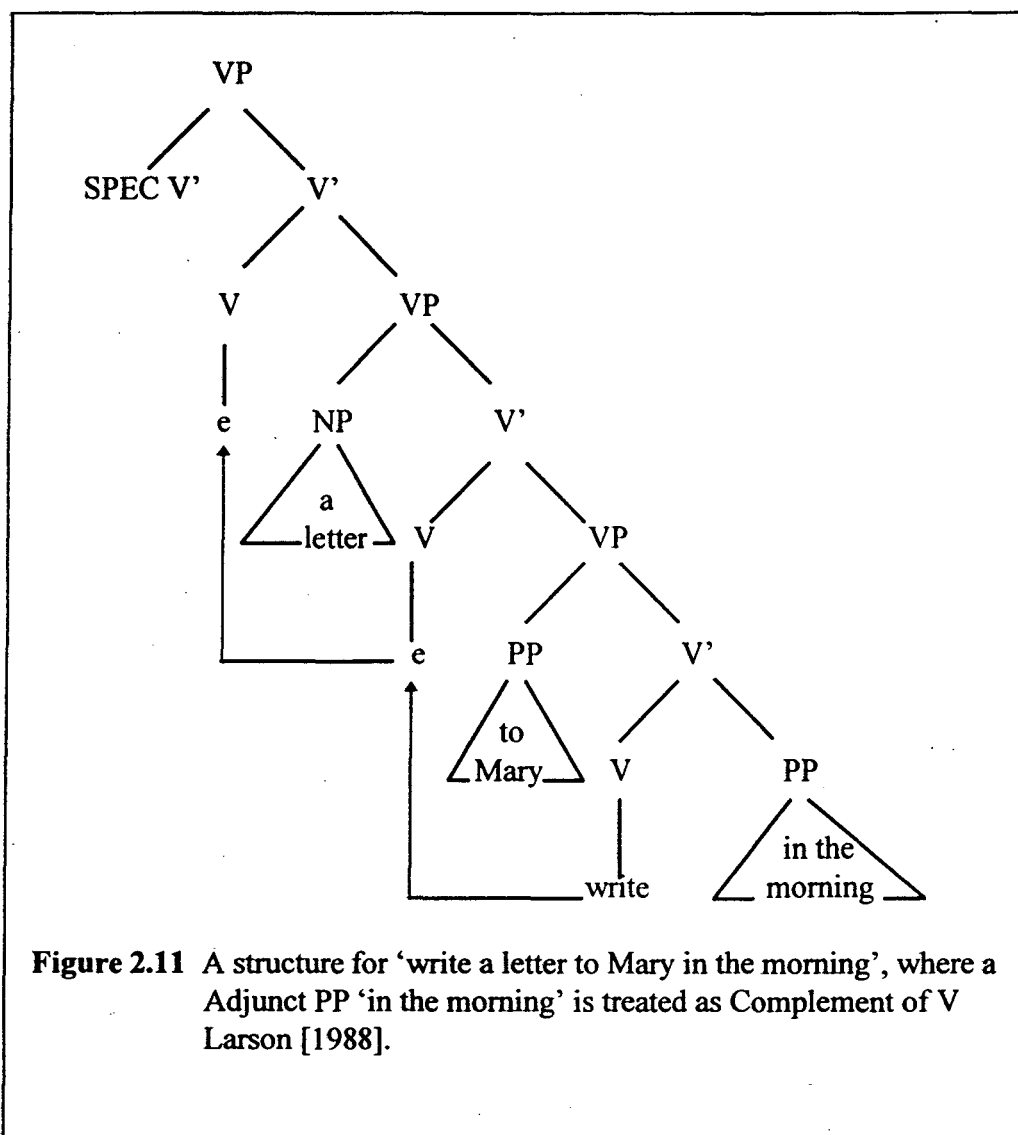 VP
SPEC V’ V’
V VP
e NP V’
a
letter V VP
e PP V’
to
Mary V PP
in the
write morning
Figure 2.11 A structure for ‘write a letter to Mary in the morning’, where a
Adjunct PP ‘in the morning’ is treated as Complement of V
Larson [1988].